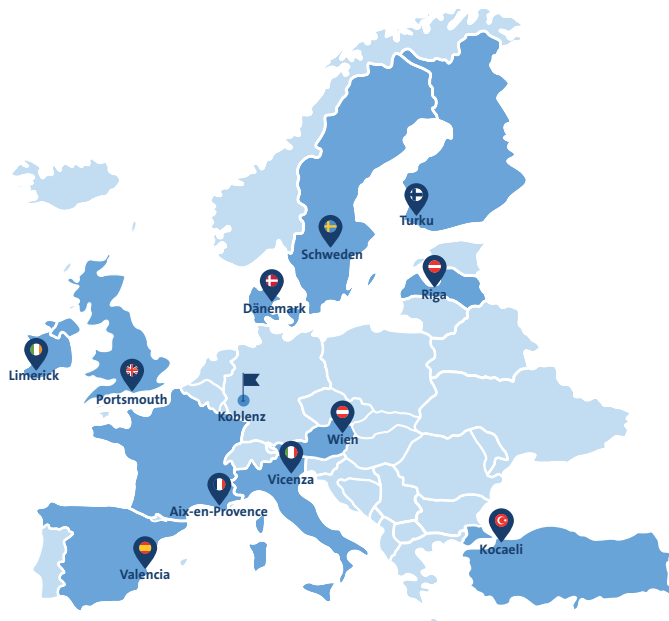 Turku
Schweden
Riga
Dänemark
Limerick
Portsmouth
Koblenz
Wien
Vicenza
Aix-en-Provence
Kocaeli
Valencia